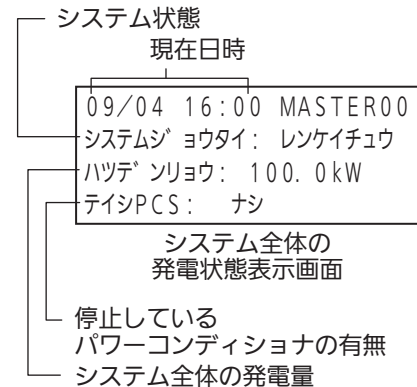 システム状態
現在日時
09/04 16:00 MASTER00
システムジョウタイ: レンケイチュウ
ハツデンリョウ: 100.0kW
テイシPCS: ナシ
システム全体の
発電状態表示画面
停止している
パワーコンディショナの有無
システム全体の発電量